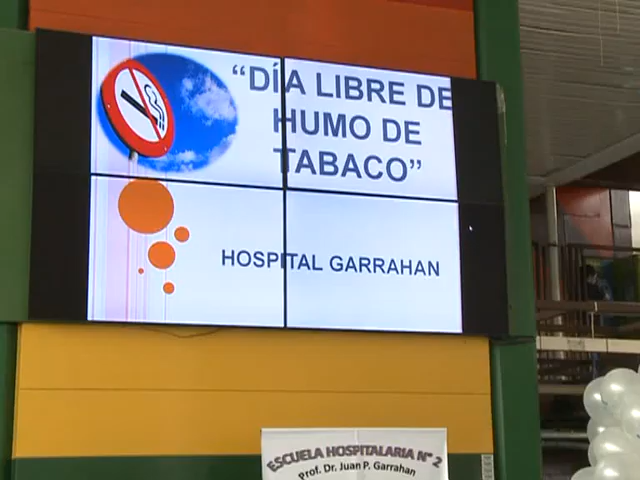 “DÍA LIBRE DE
HUMO DE
TABACO”
HOSPITAL GARRAHAN
ESCUELA HOSPITALARIA N° 2
Prof. Dr. Juan P. Garrahan